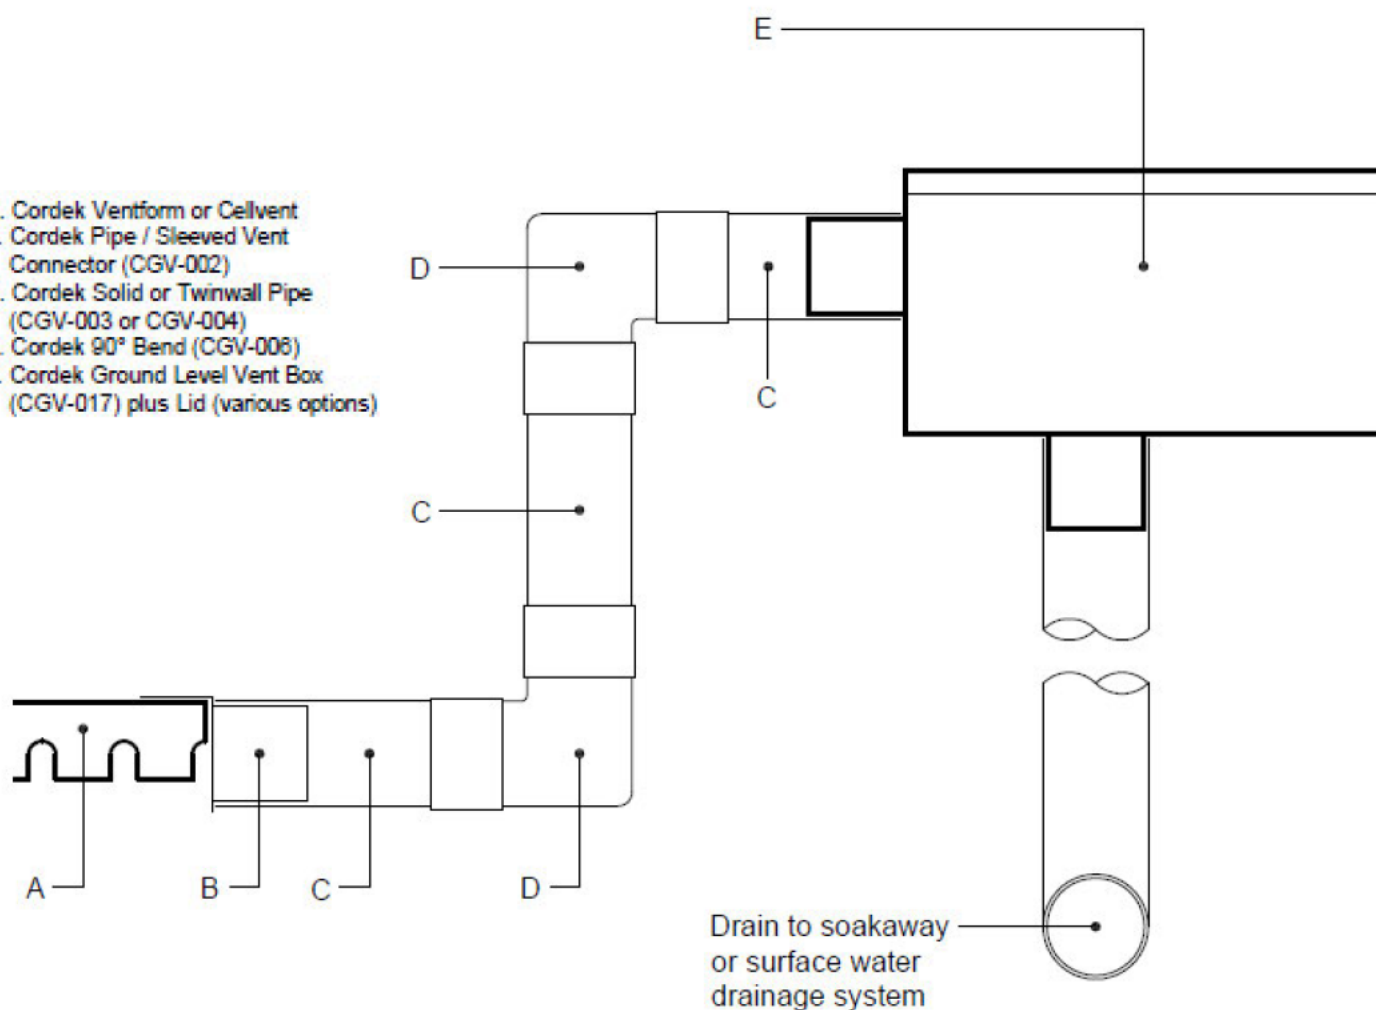 E
. Cordek Ventform or Cellvent
. Cordek Pipe / Sleeved Vent
Connector (CGV-002)
. Cordek Solid or Twinwall Pipe
(CGV-003 or CGV-004)
. Cordek 90° Bend (CGV-006)
. Cordek Ground Level Vent Box
(CGV-017) plus Lid (various options)
D
C
C
A
B
C
D
Drain to soakaway
or surface water
drainage system